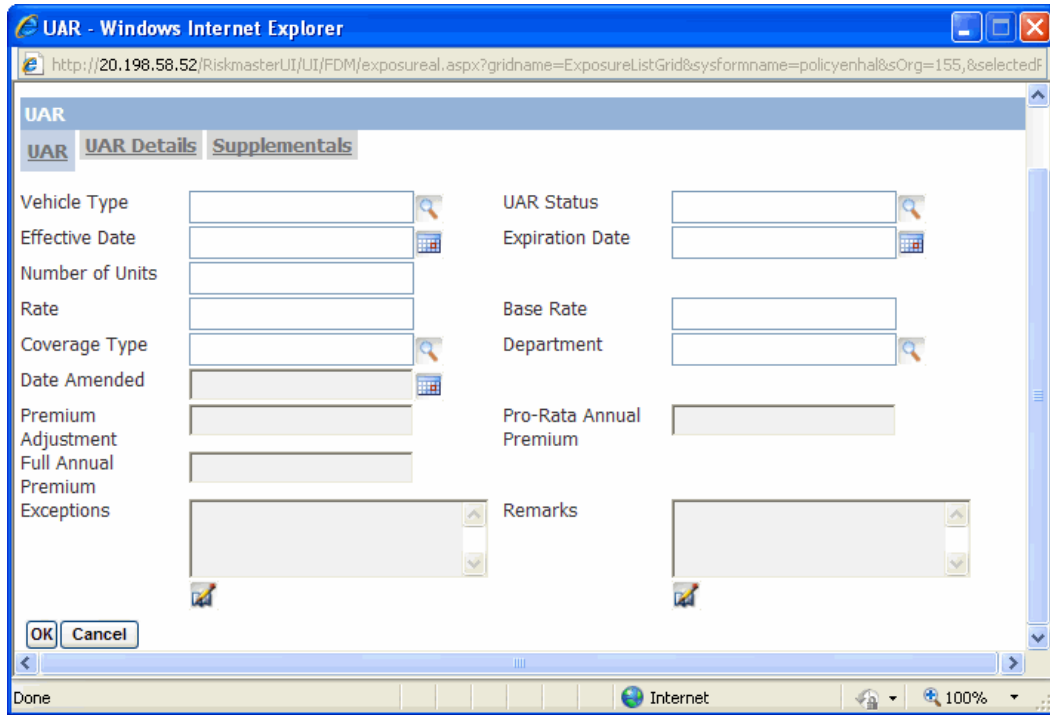 UAR - Windows Internet Explorer
http://20.198.58.52/RiskmasterUI/UI/FDM/exposureal.aspx?gridname=ExposureListGrid&sysformname=policyenhal&sOrg=155,&selected
UAR
UAR UAR Details Supplementals
Vehicle Type UAR Status
Effective Date Expiration Date
Number of Units
Rate Base Rate
Coverage Type Department
Date Amended
Premium Adjustment Pro-Rata Annual Premium
Full Annual Premium
Exceptions Remarks
OK Cancel
Done Internet 100%